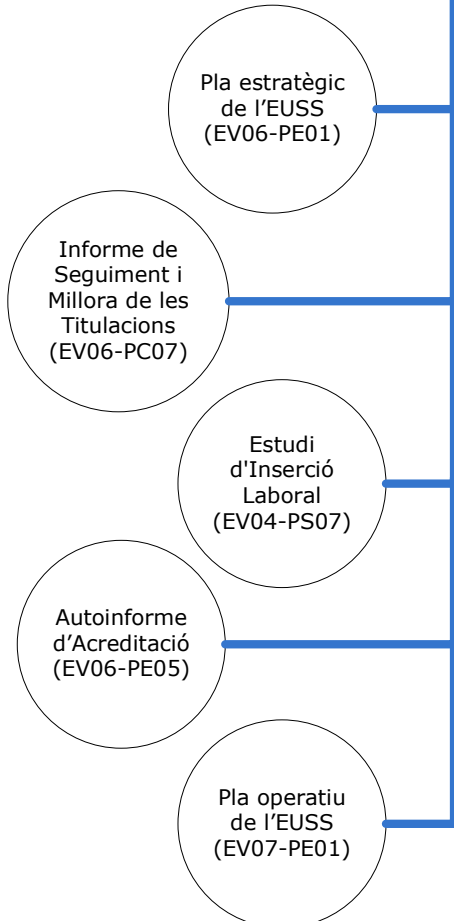 Pla estratègic
de l’EUSS
(EV06-PE01)
Informe de
Seguiment i
Millora de les
Titulacions
(EV06-PC07)
Estudi
d'Inserció
Laboral
(EV04-PS07)
Autoinforme
d’Acreditació
(EV06-PE05)
Pla operatiu
de l’EUSS
(EV07-PE01)